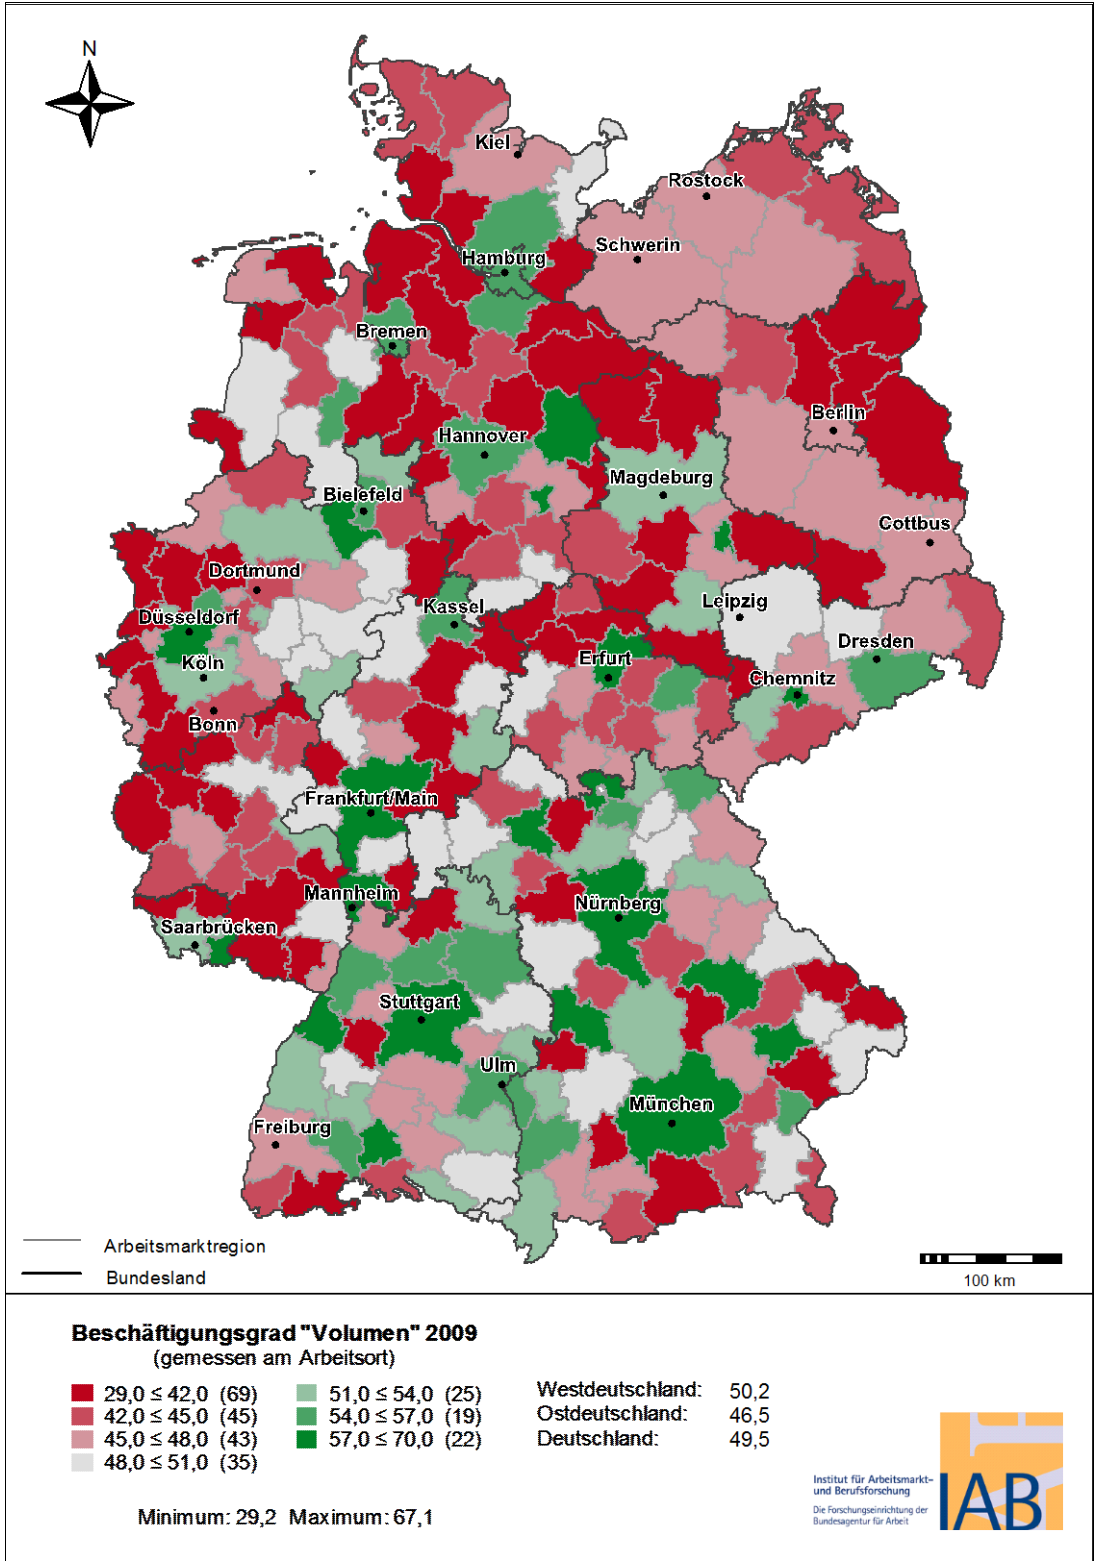 N
Kiel
Rostock
Schwerin
Hamburg
Bremen
Berlin
Hannover
Magdeburg
Bielefeld
Cottbus
Dortmund
Leipzig
Kassel
Düsseldorf
Dresden
Köln
Erfurt
Chemnitz
Bonn
Frankfurt/Main
Mannheim
Nürnberg
Saarbrücken
Stuttgart
Ulm
München
Freiburg
Arbeitsmarktregion
Bundesland
100 km
Beschäftigungsgrad "Volumen" 2009
(gemessen am Arbeitsort)
29,0 ≤ 42,0 (69)
42,0 ≤ 45,0 (45)
45,0 ≤ 48,0 (43)
48,0 ≤ 51,0 (35)
51,0 ≤ 54,0 (25)
54,0 ≤ 57,0 (19)
57,0 ≤ 70,0 (22)
Westdeutschland: 50,2
Ostdeutschland: 46,5
Deutschland: 49,5
Minimum: 29,2 Maximum: 67,1
Institut für Arbeitsmarkt-
und Berufsforschung
Die Forschungseinrichtung der
Bundesagentur für Arbeit
IAB